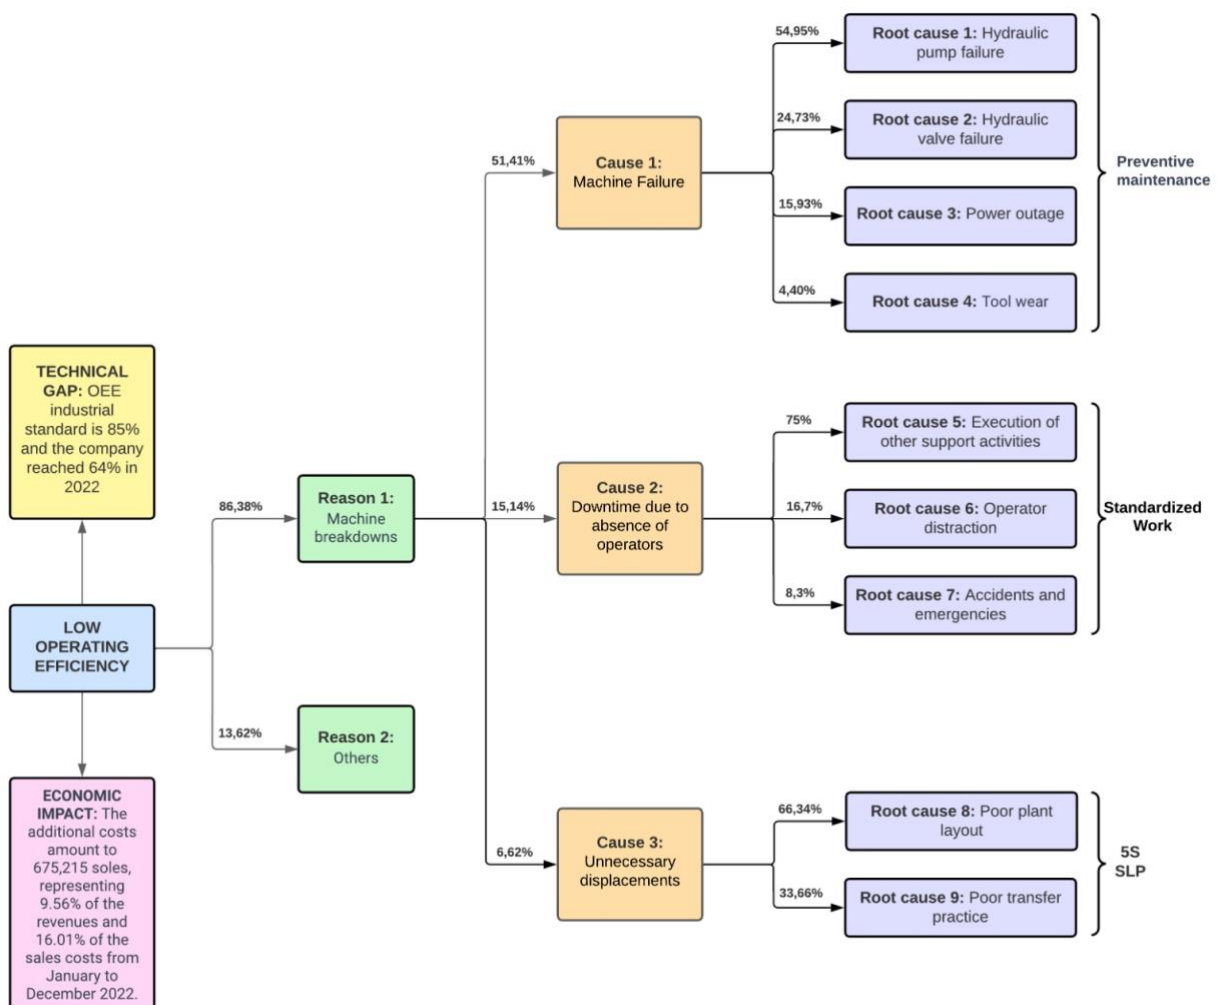 TECHNICAL
GAP: OEE
industrial
standard is 85%
and the company
reached 64% in
2022
LOW
OPERATING
EFFICIENCY
ECONOMIC
IMPACT: The
additional costs
amount to
675,215 soles,
representing
9.56% of the
revenues and
16.01% of the
sales costs from
January to
December 2022.
86,38%
Reason 1:
Machine
breakdowns
13,62%
Reason 2:
Others
51,41%
Cause 1:
Machine Failure
15,14%
Cause 2:
Downtime due to
absence of
operators
6,62%
Cause 3:
Unnecessary
displacements
54,95%
Root cause 1: Hydraulic
pump failure
24,73%
Root cause 2: Hydraulic
valve failure
15,93%
Root cause 3: Power outage
4,40%
Root cause 4: Tool wear
Preventive
maintenance
75%
Root cause 5: Execution of
other support activities
16,7%
Root cause 6: Operator
distraction
8,3%
Root cause 7: Accidents and
emergencies
Standardized
Work
66,34%
Root cause 8: Poor plant
layout
33,66%
Root cause 9: Poor transfer
practice
5S
SLP